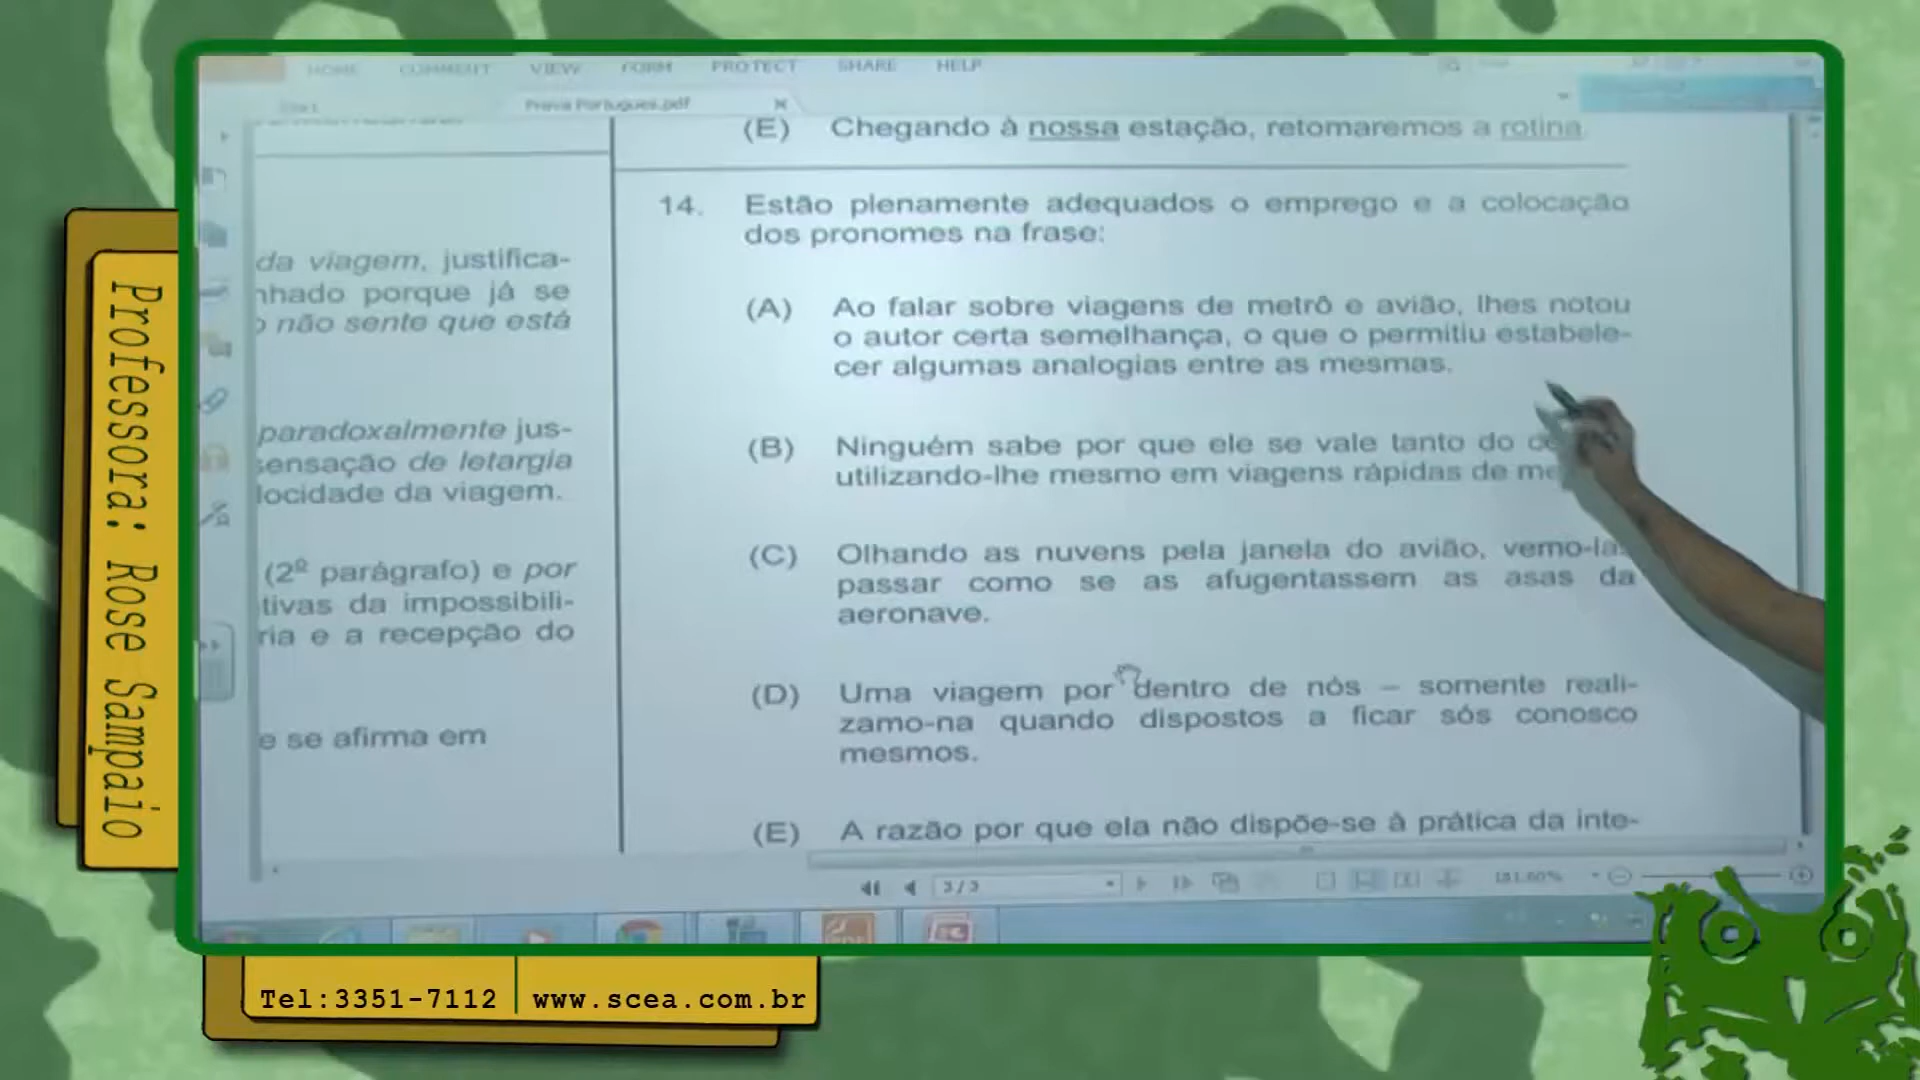 HOME COMMENT VIEW FORM PROTECT SHARE HELP
Start
Prova Portugues.pdf
(E) Chegando à nossa estação, retomaremos a rotina.
14. Estão plenamente adequados o emprego e a colocação
dos pronomes na frase:
(A) Ao falar sobre viagens de metrô e avião, lhes notou
o autor certa semelhança, o que o permitiu estabele-
cer algumas analogias entre as mesmas.
(B) Ninguém sabe por que ele se vale tanto do
utilizando-lhe mesmo em viagens rápidas de
(C) Olhando as nuvens pela janela do avião, vemo-las
passar como se as afugentassem as asas da
aeronave.
(D) Uma viagem por dentro de nós – somente reali-
zamo-na quando dispostos a ficar sós conosco
mesmos.
(E) A razão por que ela não dispõe-se à prática da inte-
da viagem, justifica-
nhado porque já se
o não sente que está
paradoxalmente jus-
sensação de letargia
locidade da viagem.
(2º parágrafo) e por
tivas da impossibili-
ria e a recepção do
e se afirma em
3/3
Professora: Rose Sampaio
Tel:3351-7112
www.scea.com.br